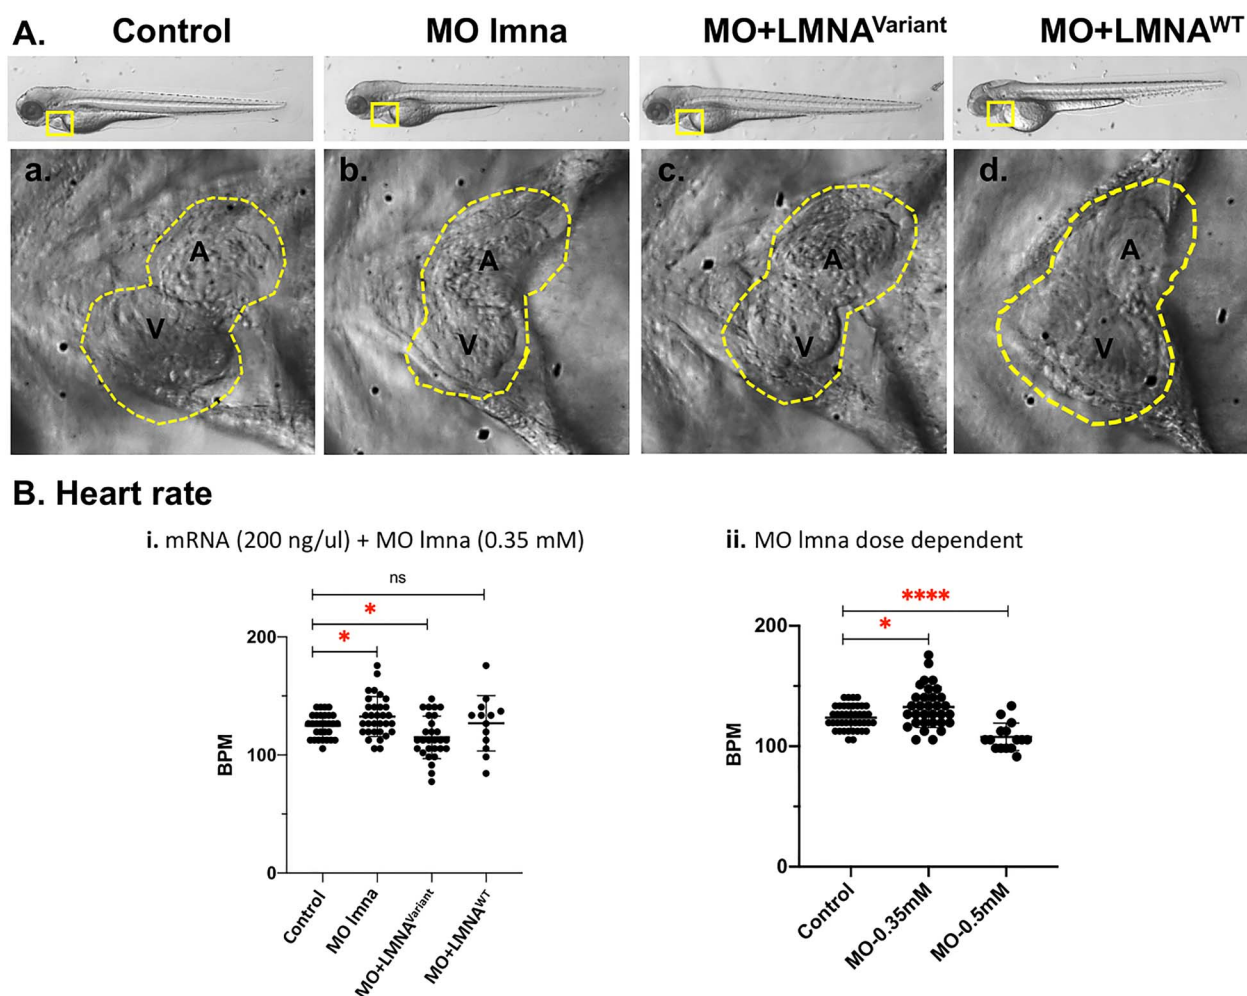 A. Control MO lmna MO+LMNAVariant MO+LMNAWT
a. b. c. d.
A A A A
V V V V
B. Heart rate
i. mRNA (200 ng/ul) + MO lmna (0.35 mM)
ns
*
*
200
100
0
BPM
Control
MO lmna
MO+LMNAVariant
MO+LMNAWT
ii. MO lmna dose dependent
****
*
200
100
0
BPM
Control
MO-0.35mM
MO-0.5mM